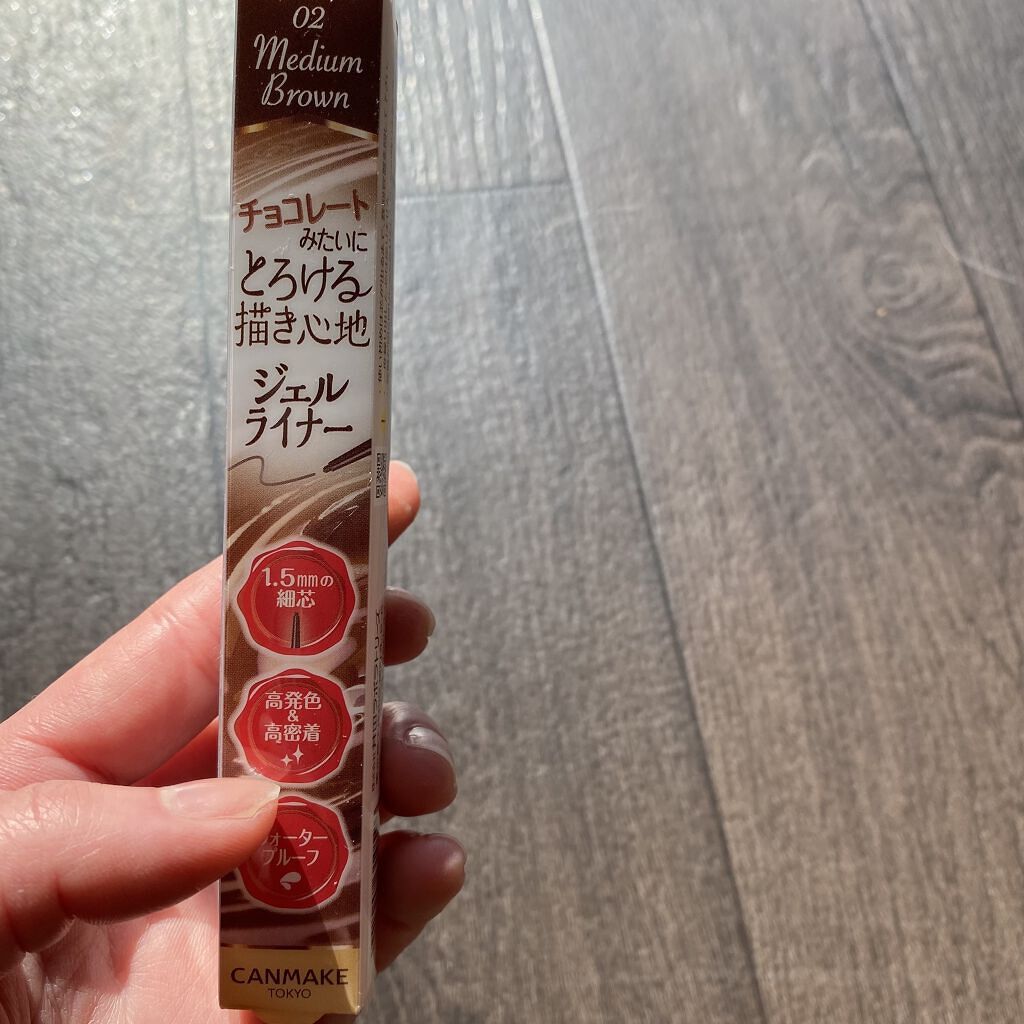 02
Medium
Brown
チョコレート
みたいに
とろける
描き心地
ジェル
ライナー
1.5mmの
細芯
高発色
&
高密着
ォーター
プルーフ
CANMAKE
TOKYO